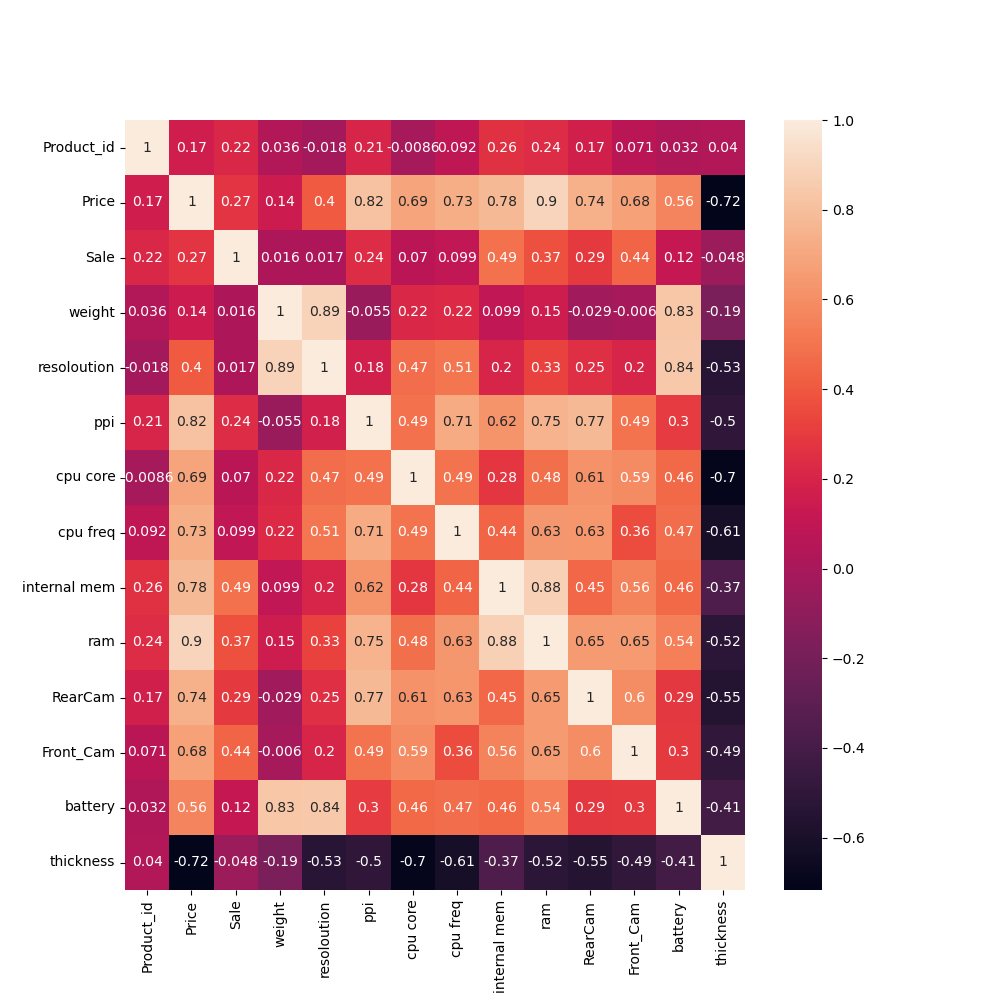 Product_id 1 0.17 0.22 0.036 -0.018 0.21 -0.0086 0.092 0.26 0.24 0.17 0.071 0.032 0.04
Price 0.17 1 0.27 0.14 0.4 0.82 0.69 0.73 0.78 0.9 0.74 0.68 0.56 -0.72
Sale 0.22 0.27 1 0.016 0.017 0.24 0.07 0.099 0.49 0.37 0.29 0.44 0.12 -0.048
weight 0.036 0.14 0.016 1 0.89 -0.055 0.22 0.22 0.099 0.15 -0.029 -0.006 0.83 -0.19
resoloution -0.018 0.4 0.017 0.89 1 0.18 0.47 0.51 0.2 0.33 0.25 0.2 0.84 -0.53
ppi 0.21 0.82 0.24 -0.055 0.18 1 0.49 0.71 0.62 0.75 0.77 0.49 0.3 -0.5
cpu core -0.0086 0.69 0.07 0.22 0.47 0.49 1 0.49 0.28 0.48 0.61 0.59 0.46 -0.7
cpu freq 0.092 0.73 0.099 0.22 0.51 0.71 0.49 1 0.44 0.63 0.63 0.36 0.47 -0.61
internal mem 0.26 0.78 0.49 0.099 0.2 0.62 0.28 0.44 1 0.88 0.45 0.56 0.46 -0.37
ram 0.24 0.9 0.37 0.15 0.33 0.75 0.48 0.63 0.88 1 0.65 0.65 0.54 -0.52
RearCam 0.17 0.74 0.29 -0.029 0.25 0.77 0.61 0.63 0.45 0.65 1 0.6 0.29 -0.55
Front_Cam 0.071 0.68 0.44 -0.006 0.2 0.49 0.59 0.36 0.56 0.65 0.6 1 0.3 -0.49
battery 0.032 0.56 0.12 0.83 0.84 0.3 0.46 0.47 0.46 0.54 0.29 0.3 1 -0.41
thickness 0.04 -0.72 -0.048 -0.19 -0.53 -0.5 -0.7 -0.61 -0.37 -0.52 -0.55 -0.49 -0.41 1
Product_id
Price
Sale
weight
resoloution
ppi
cpu core
cpu freq
internal mem
ram
RearCam
Front_Cam
battery
thickness
1.0
0.8
0.6
0.4
0.2
0.0
−0.2
−0.4
−0.6